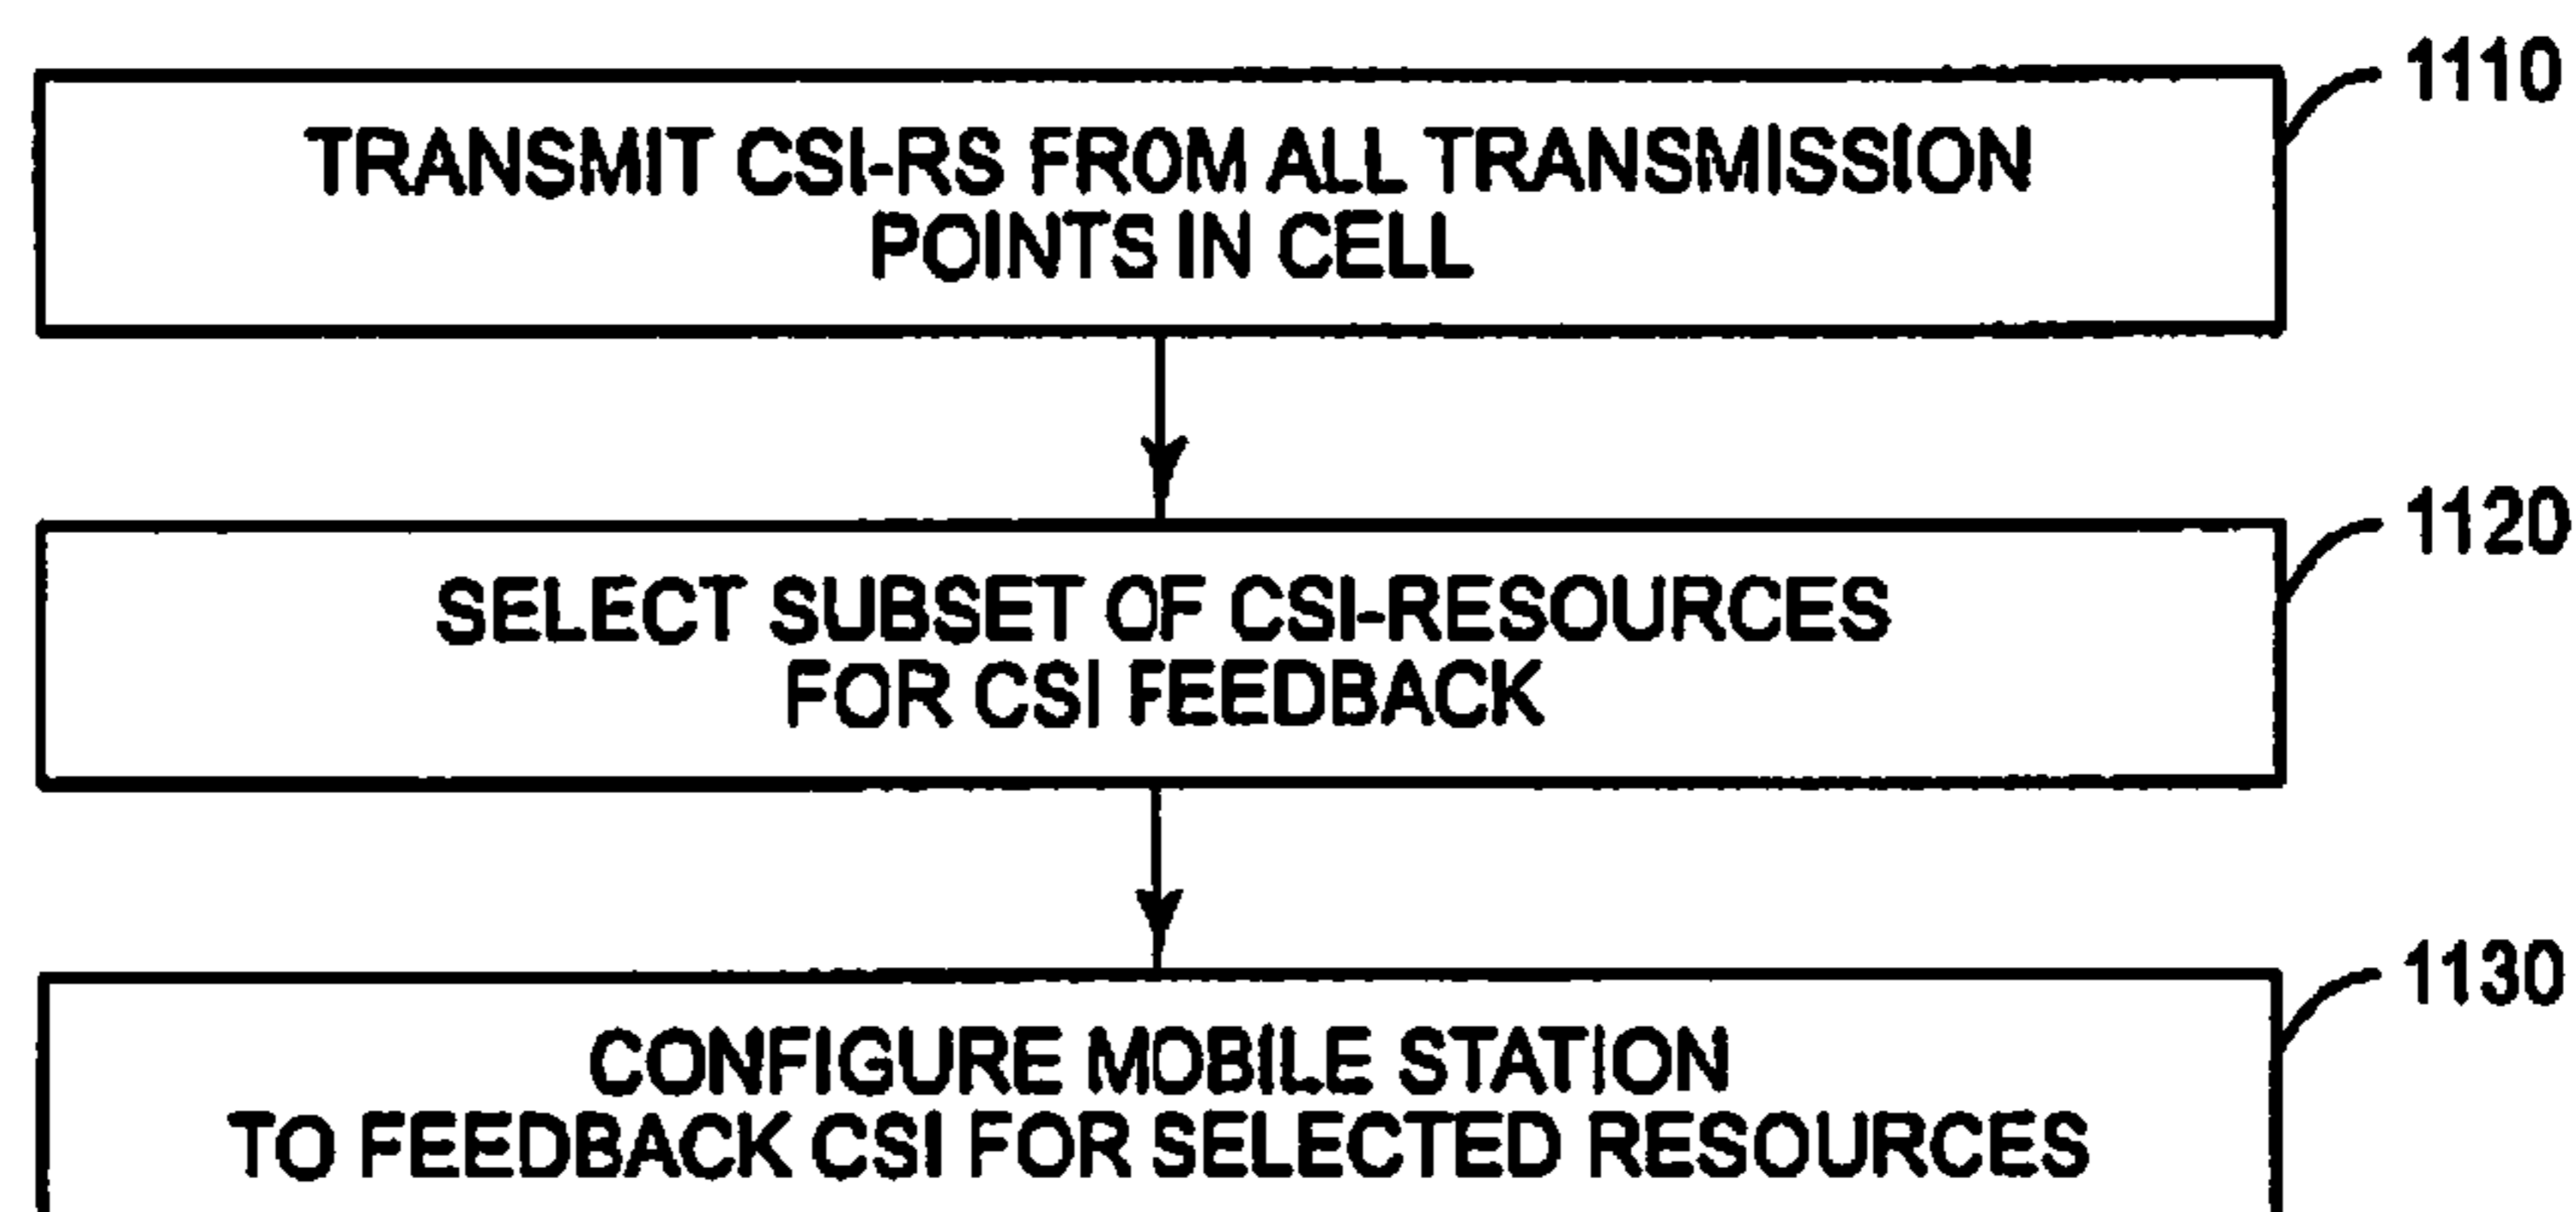 1110
TRANSMIT CSI-RS FROM ALL TRANSMISSION
POINTS IN CELL
1120
SELECT SUBSET OF CSI-RESOURCES
FOR CSI FEEDBACK
1130
CONFIGURE MOBILE STATION
TO FEEDBACK CSI FOR SELECTED RESOURCES